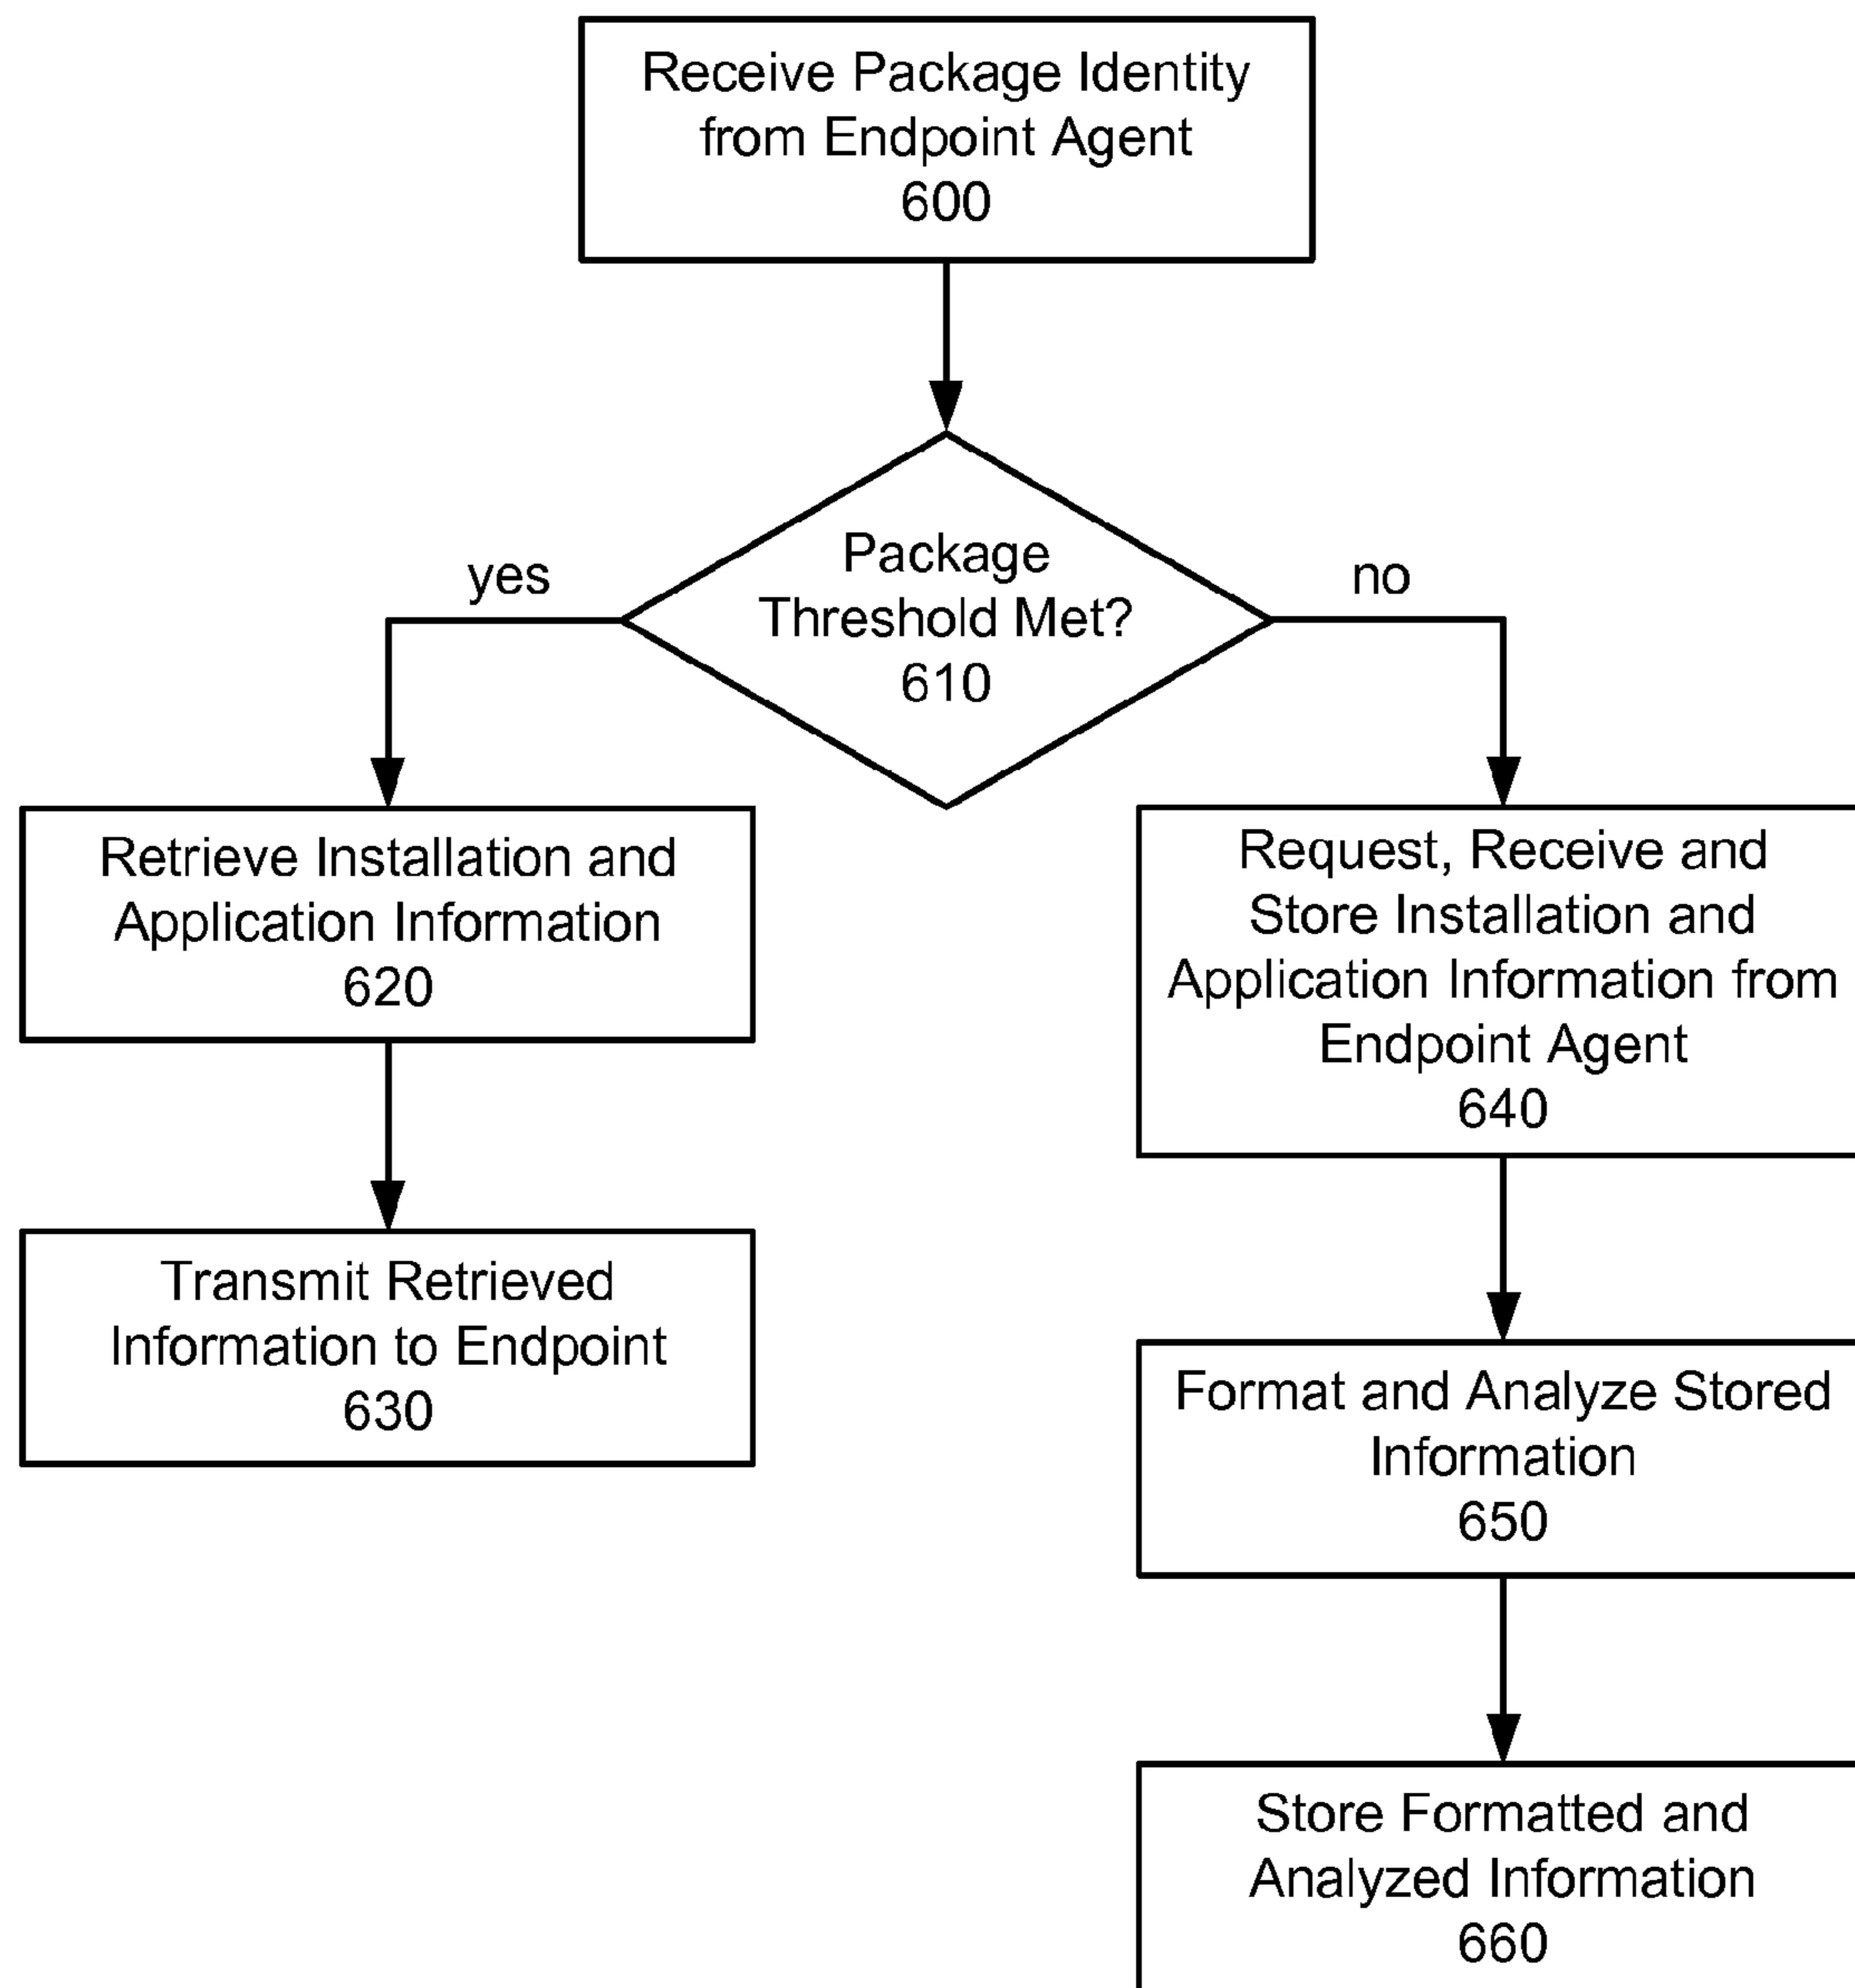 Receive Package Identity
from Endpoint Agent
600
Package
Threshold Met?
610
yes
no
Retrieve Installation and
Application Information
620
Transmit Retrieved
Information to Endpoint
630
Request, Receive and
Store Installation and
Application Information from
Endpoint Agent
640
Format and Analyze Stored
Information
650
Store Formatted and
Analyzed Information
660